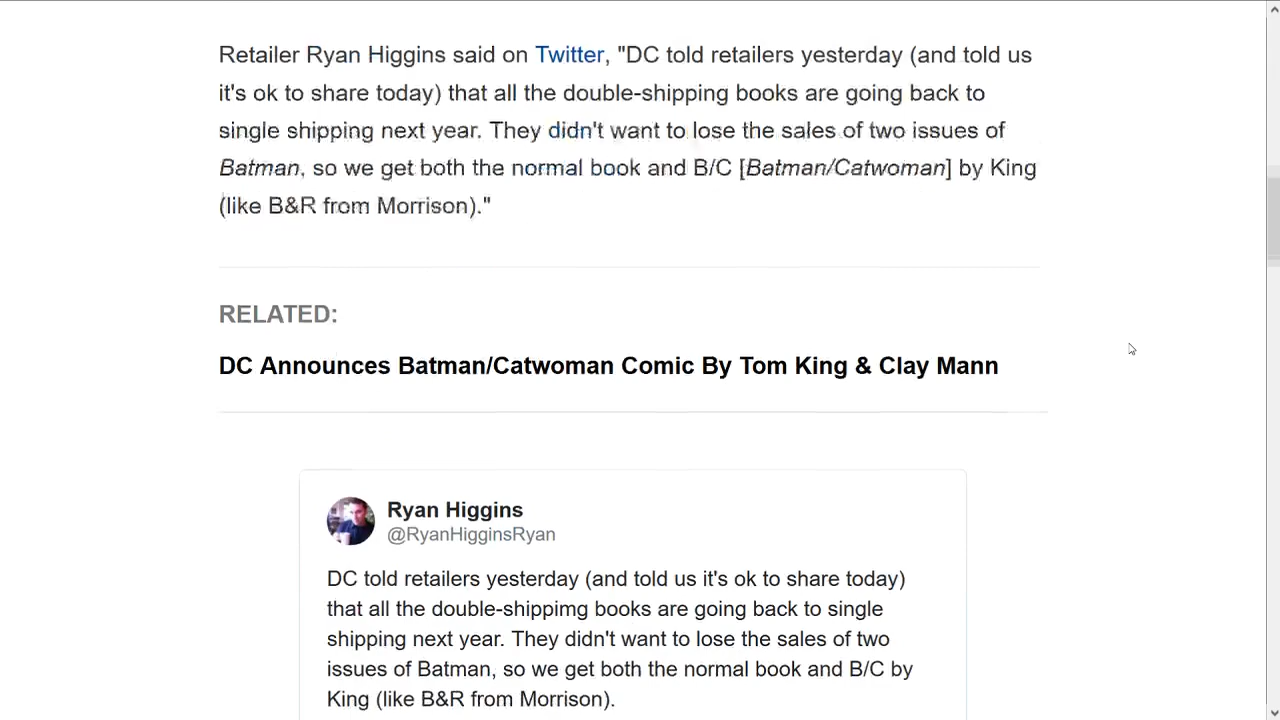 Retailer Ryan Higgins said on Twitter, "DC told retailers yesterday (and told us
it's ok to share today) that all the double-shipping books are going back to
single shipping next year. They didn't want to lose the sales of two issues of
Batman, so we get both the normal book and B/C [Batman/Catwoman] by King
(like B&R from Morrison)."
RELATED:
DC Announces Batman/Catwoman Comic By Tom King & Clay Mann
Ryan Higgins
@RyanHigginsRyan
DC told retailers yesterday (and told us it's ok to share today)
that all the double-shippimg books are going back to single
shipping next year. They didn't want to lose the sales of two
issues of Batman, so we get both the normal book and B/C by
King (like B&R from Morrison).